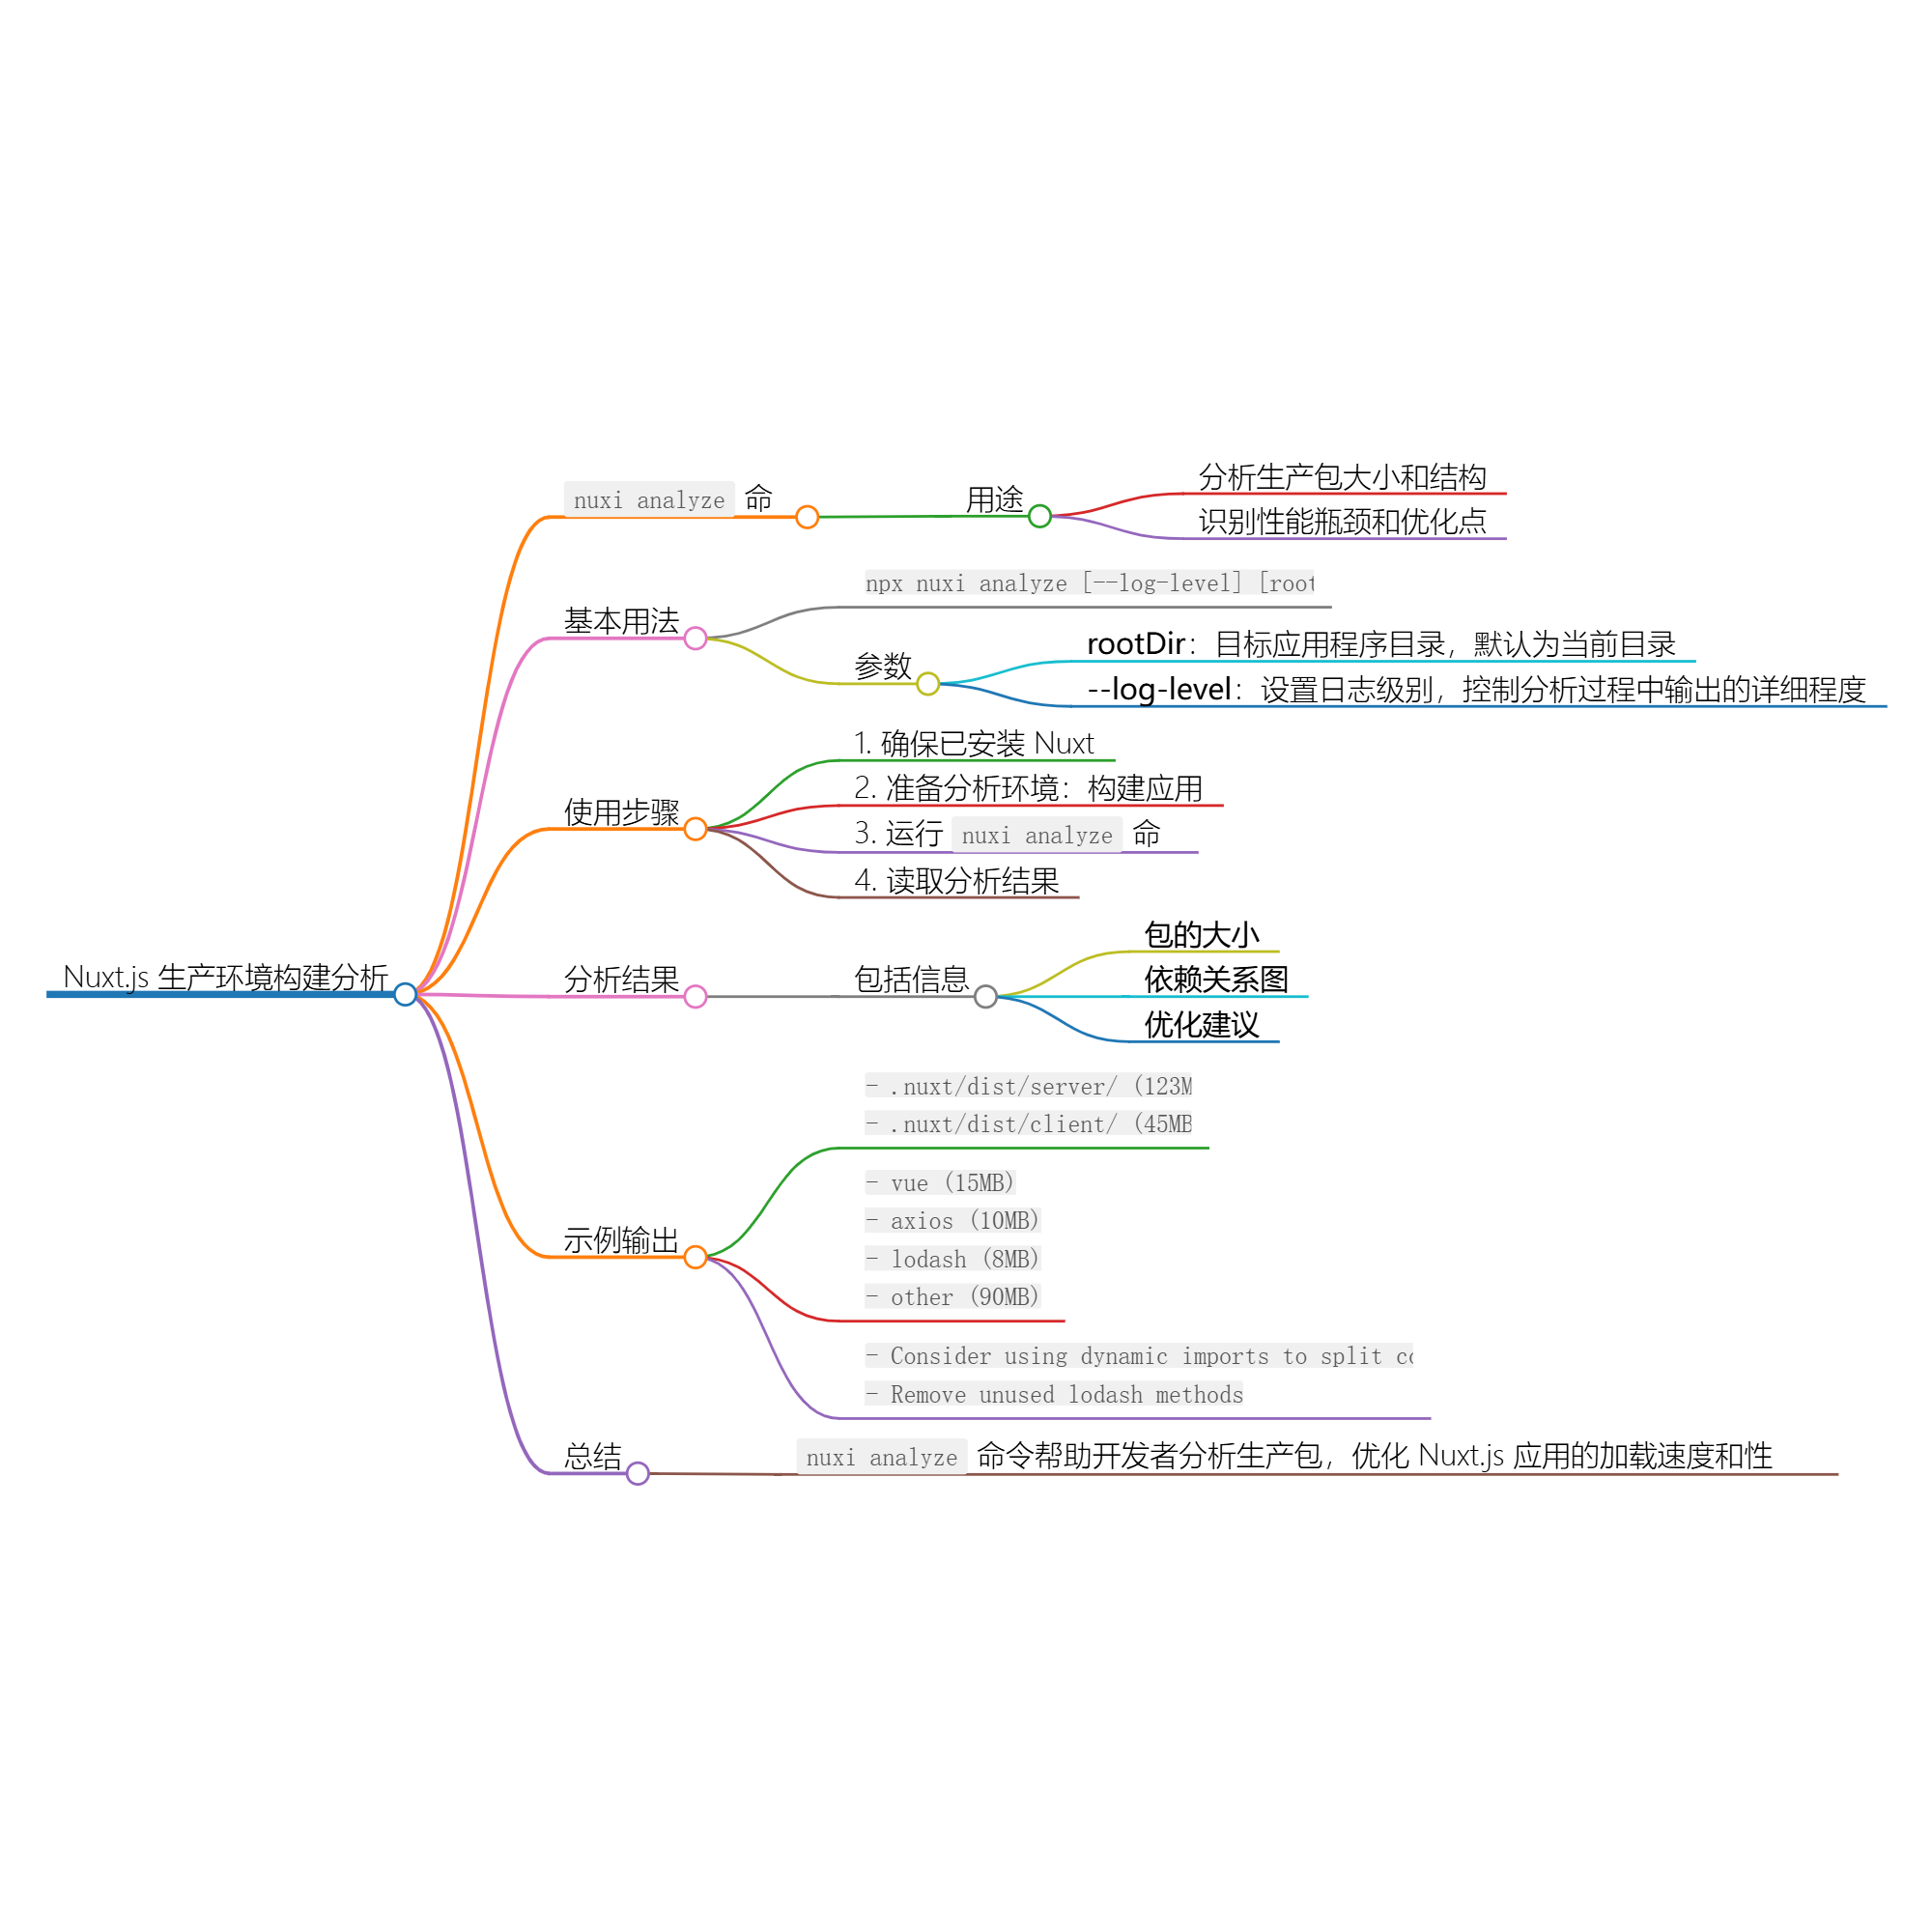 Nuxt.js 生产环境构建分析
nuxi analyze 命
用途
分析生产包大小和结构
识别性能瓶颈和优化点
基本用法
npx nuxi analyze [--log-level] [root
参数
rootDir：目标应用程序目录，默认为当前目录
--log-level：设置日志级别，控制分析过程中输出的详细程度
使用步骤
1. 确保已安装 Nuxt
2. 准备分析环境：构建应用
3. 运行 nuxi analyze 命
4. 读取分析结果
分析结果
包括信息
包的大小
依赖关系图
优化建议
示例输出
- .nuxt/dist/server/ (123M
- .nuxt/dist/client/ (45MB
- vue (15MB)
- axios (10MB)
- lodash (8MB)
- other (90MB)
- Consider using dynamic imports to split co
- Remove unused lodash methods
总结
nuxi analyze 命令帮助开发者分析生产包，优化 Nuxt.js 应用的加载速度和性